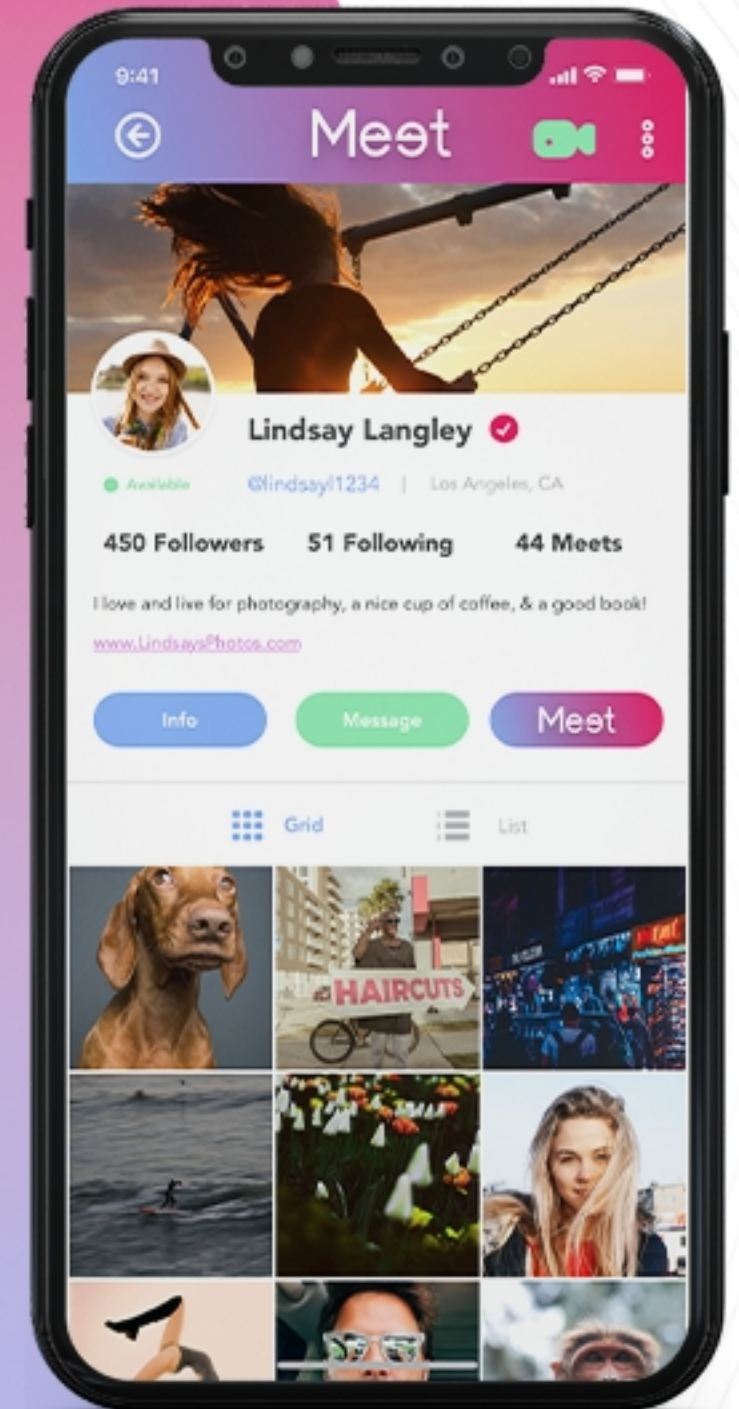 9:41
Meet
Lindsay Langley
Available
@lindsayl1234 | Los Angeles, CA
450 Followers 51 Following 44 Meets
I love and live for photography, a nice cup of coffee, & a good book!
www.LindsaysPhotos.com
Info Message Meet
Grid List
HAIRCUTS